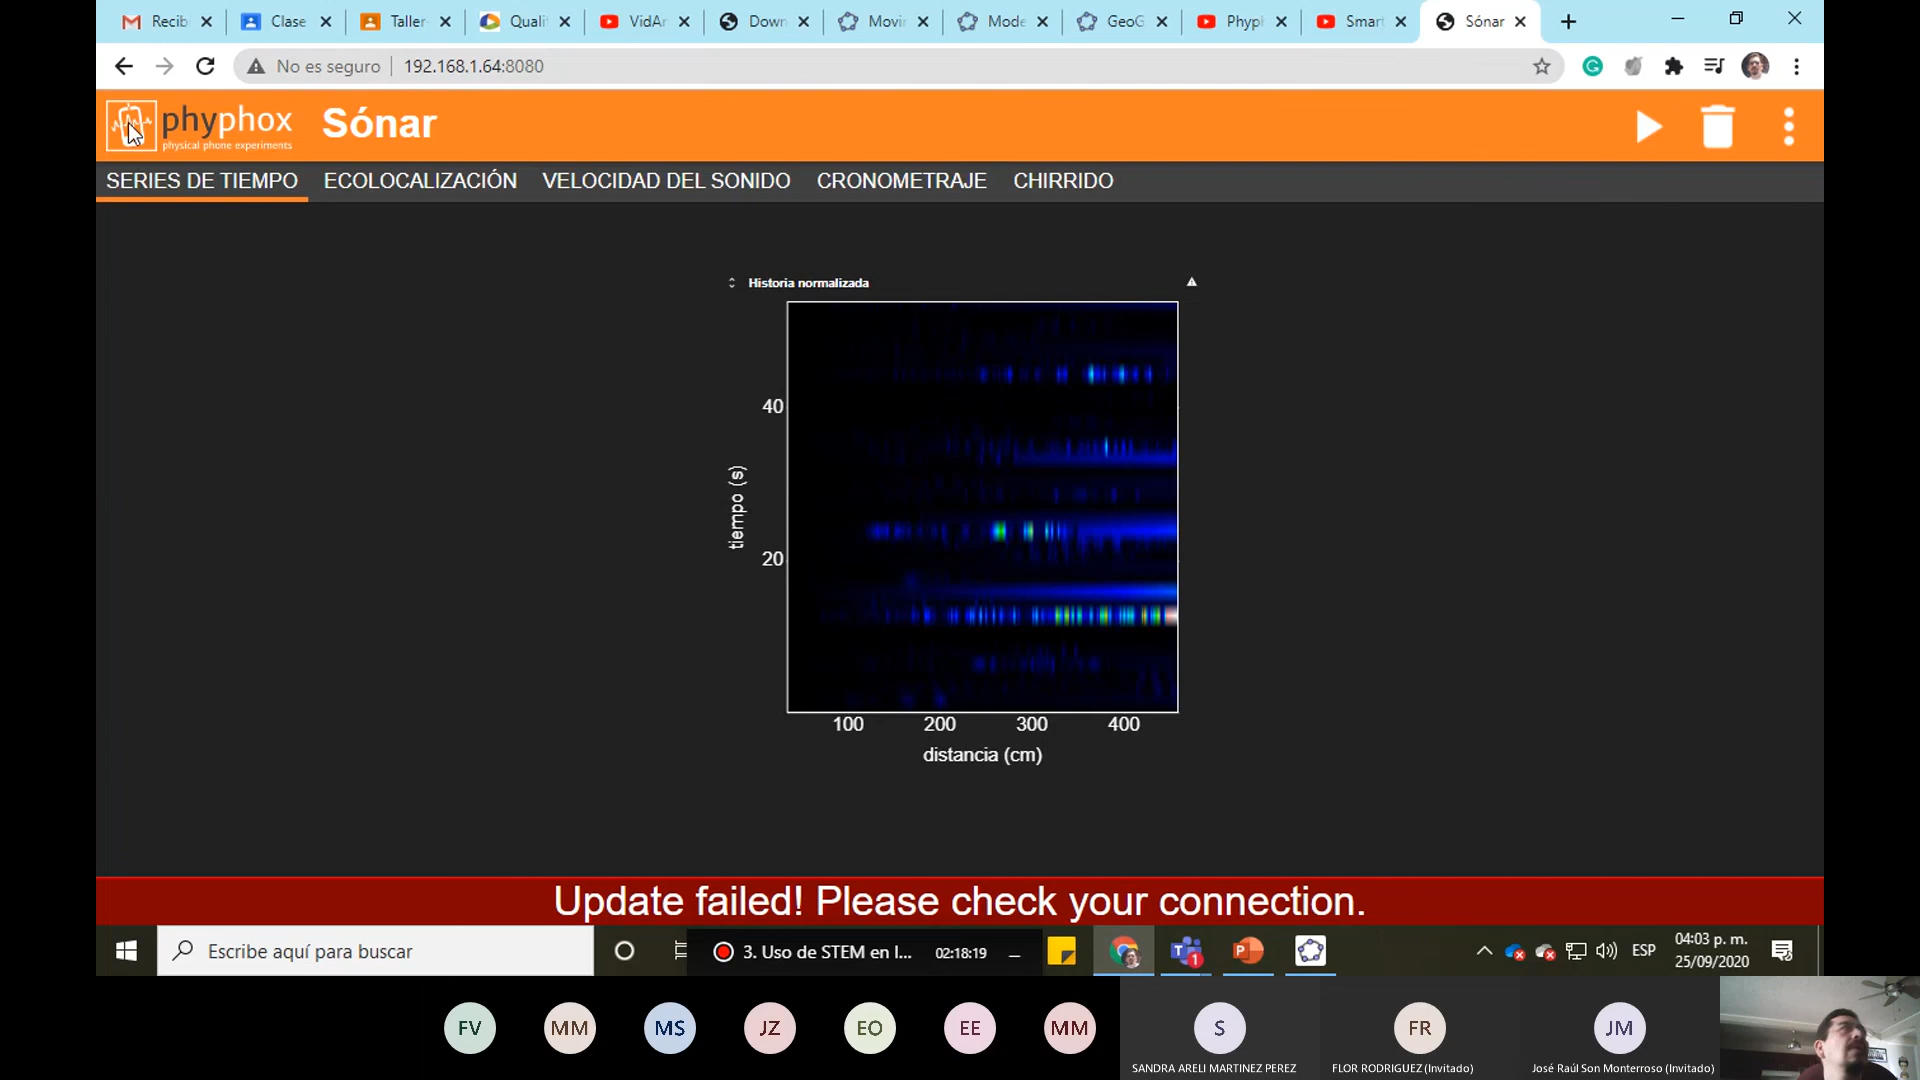 Recib
Clase
Taller
Quali
VidAr
Down
Movi
Mode
GeoG
Phyph
Smar
Sónar
No es seguro
192.168.1.64:8080
phyphox
physical phone experiments
Sónar
SERIES DE TIEMPO
ECOLOCALIZACIÓN
VELOCIDAD DEL SONIDO
CRONOMETRAJE
CHIRRIDO
Historia normalizada
40
tiempo (s)
20
100
200
300
400
distancia (cm)
Update failed! Please check your connection.
Escribe aquí para buscar
3. Uso de STEM en l...
02:18:19
1
ESP
04:03 p. m.
25/09/2020
FV
MM
MS
JZ
EO
EE
MM
S
FR
JM
SANDRA ARELI MARTINEZ PEREZ
FLOR RODRIGUEZ (Invitado)
José Raúl Son Monterroso (Invitado)